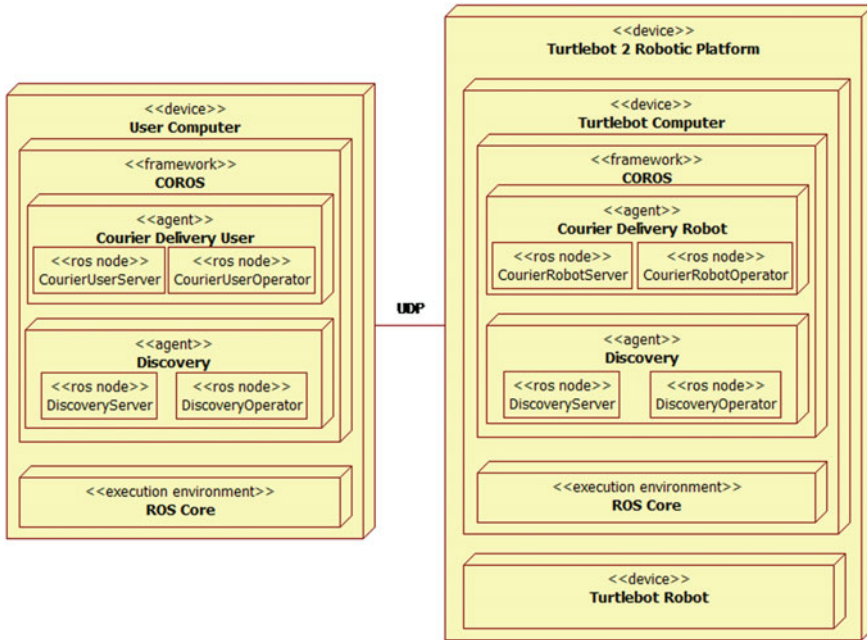 <<device>>
User Computer
<<framework>>
COROS
<<agent>>
Courier Delivery User
<<ros node>>
CourierUserServer
<<ros node>>
CourierUserOperator
<<agent>>
Discovery
<<ros node>>
DiscoveryServer
<<ros node>>
DiscoveryOperator
<<execution environment>>
ROS Core
UDP
<<device>>
Turtlebot 2 Robotic Platform
<<device>>
Turtlebot Computer
<<framework>>
COROS
<<agent>>
Courier Delivery Robot
<<ros node>>
CourierRobotServer
<<ros node>>
CourierRobotOperator
<<agent>>
Discovery
<<ros node>>
DiscoveryServer
<<ros node>>
DiscoveryOperator
<<execution environment>>
ROS Core
<<device>>
Turtlebot Robot